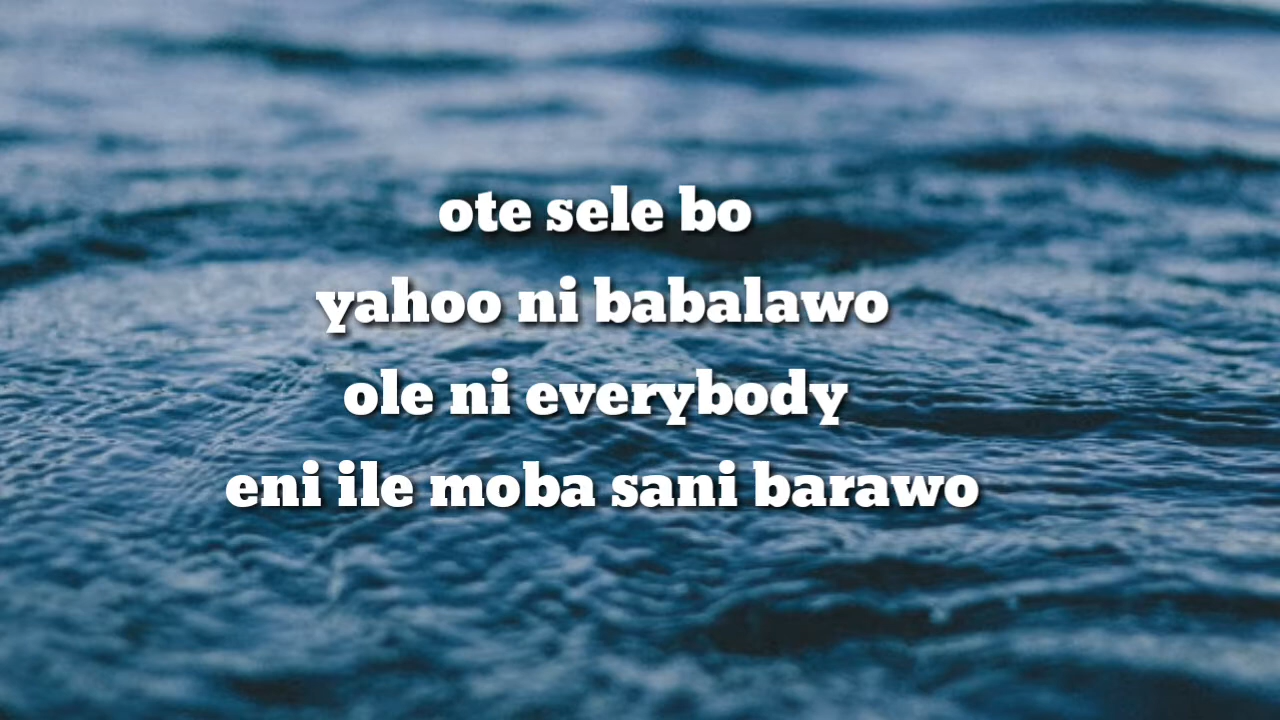 ote sele bo
yahoo ni babalawo
ole ni everybody
eni ile moba sani barawo